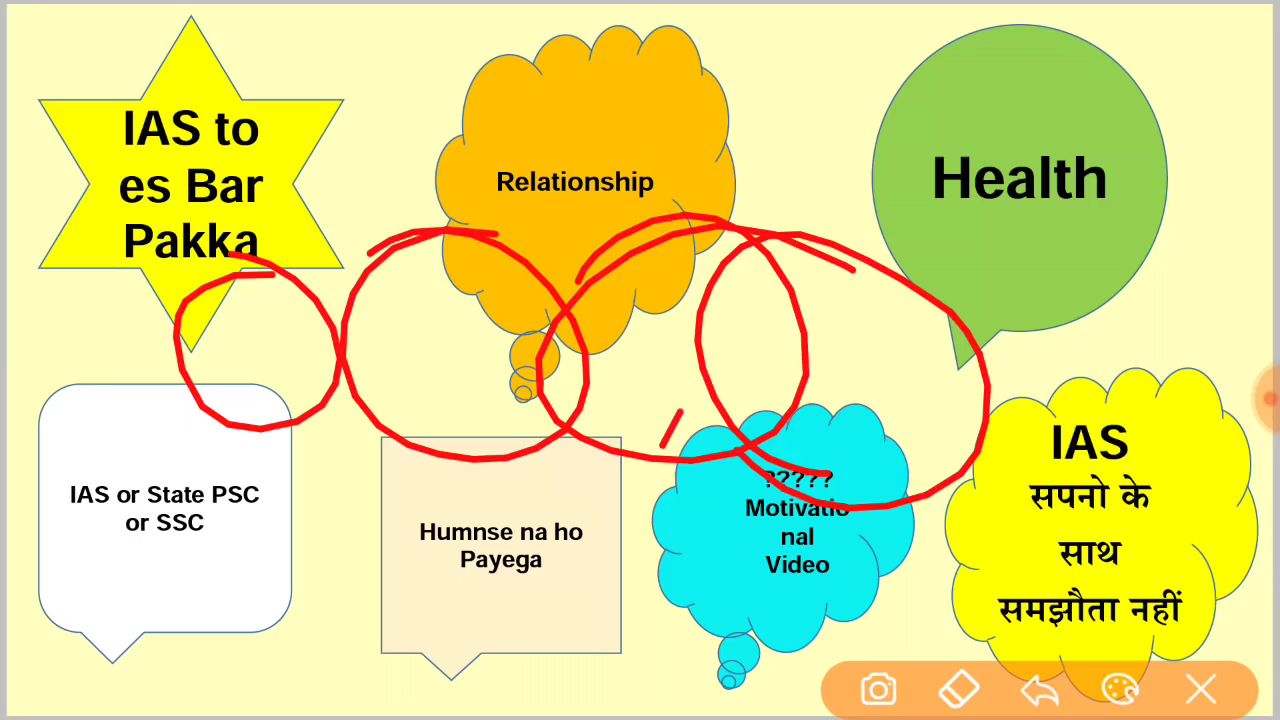 IAS to
es Bar
Pakka
Relationship
Health
IAS or State PSC
or SSC
Humnse na ho
Payega
?????
Motivatio
nal
Video
IAS
सपनो के
साथ
समझौता नहीं